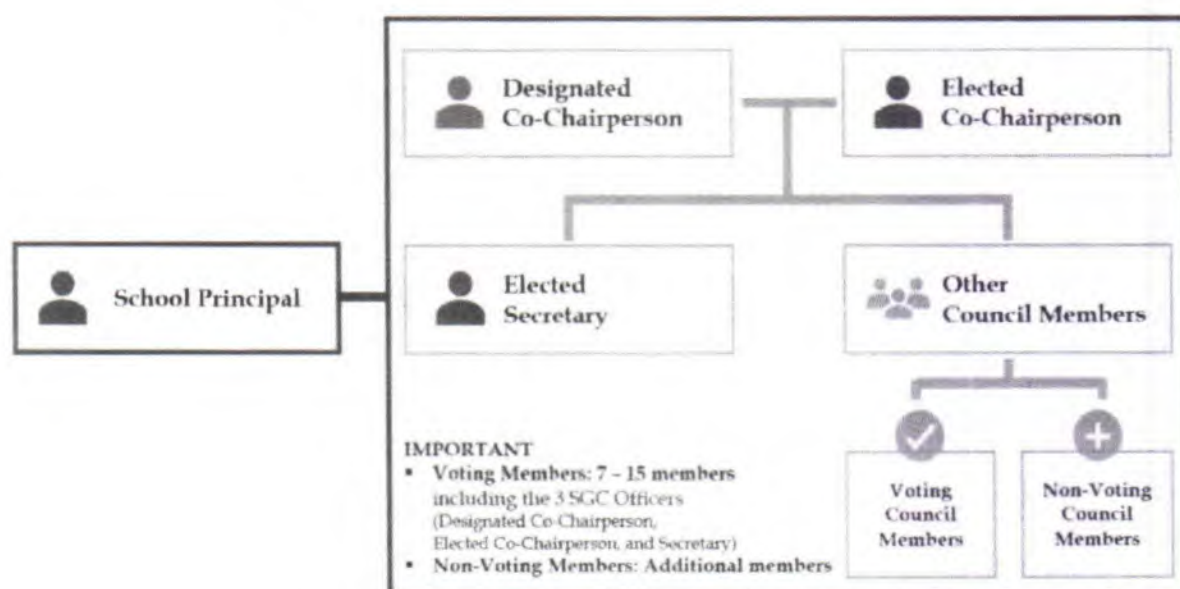 Designated
Co-Chairperson
Elected
Co-Chairperson
School Principal
Elected
Secretary
Other
Council Members
IMPORTANT
▪ Voting Members: 7 – 15 members
including the 3 SGC Officers
(Designated Co-Chairperson,
Elected Co-Chairperson, and Secretary)
▪ Non-Voting Members: Additional members
Voting
Council
Members
Non-Voting
Council
Members